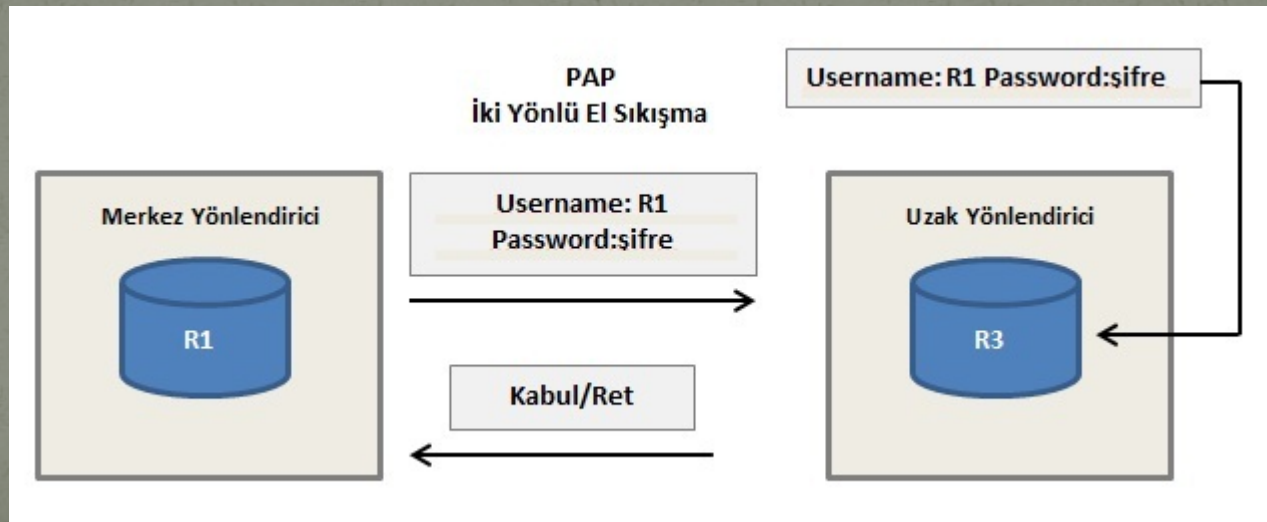 PAP
İki Yönlü El Sıkışma
Username: R1 Password:şifre
Merkez Yönlendirici
R1
Username: R1
Password:şifre
Kabul/Ret
Uzak Yönlendirici
R3